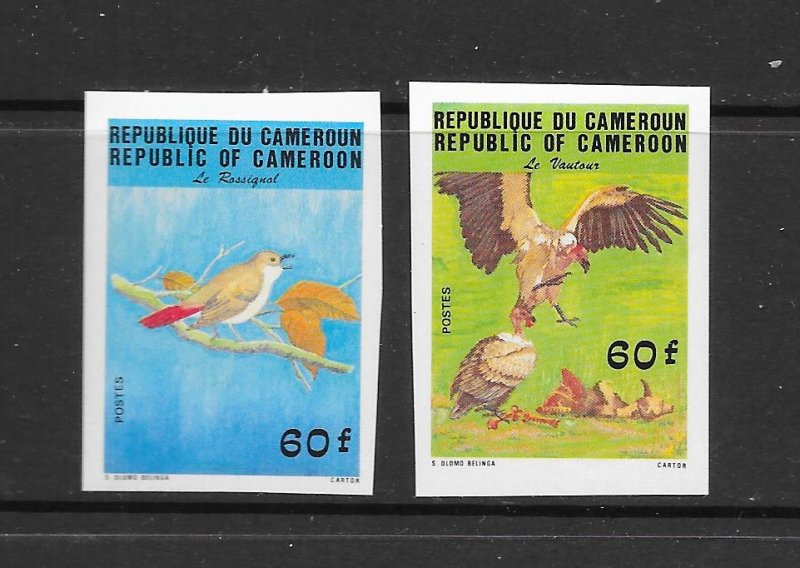 REPUBLIQUE DU CAMEROUN
REPUBLIC OF CAMEROON
Le Rossignol
POSTES
60f
S. OLOMO BELINGA
CARTOR
REPUBLIQUE DU CAMEROUN
REPUBLIC OF CAMEROON
Le Vautour
POSTES
60f
S. OLOMO BELINGA
CARTOR